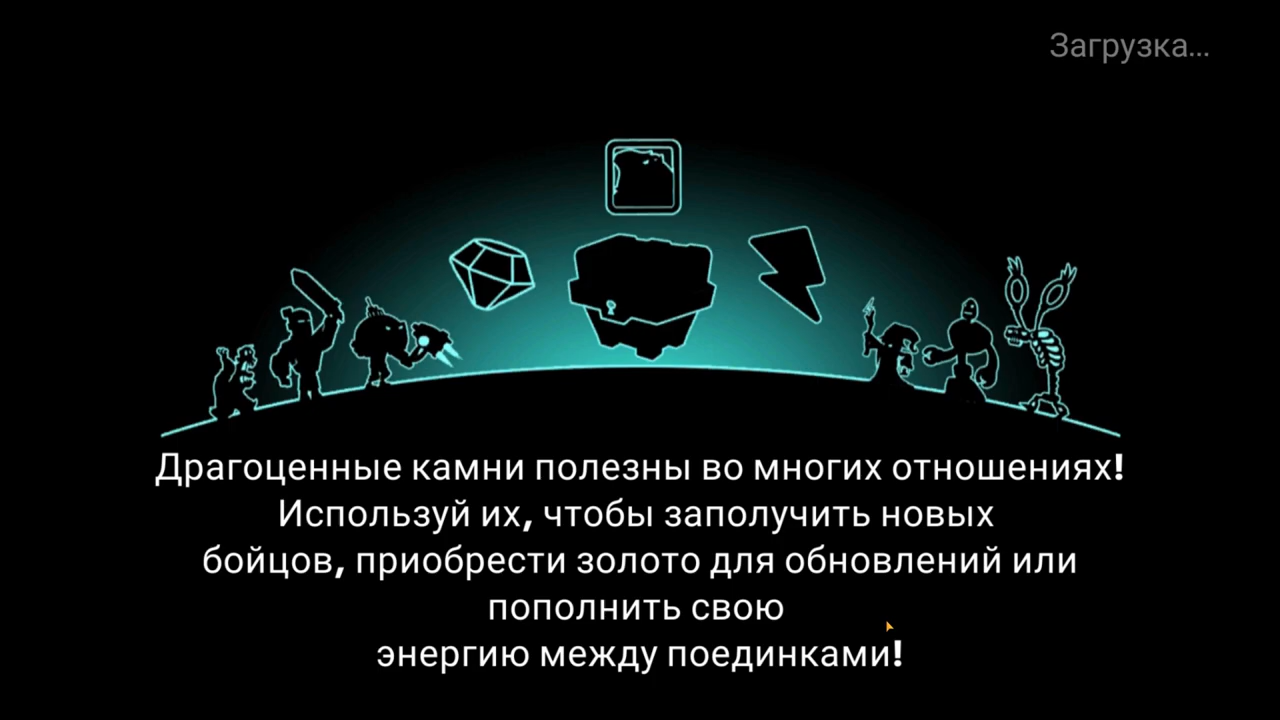 Загрузка...
Драгоценные камни полезны во многих отношениях!
Используй их, чтобы заполучить новых
бойцов, приобрести золото для обновлений или
пополнить свою
энергию между поединками!